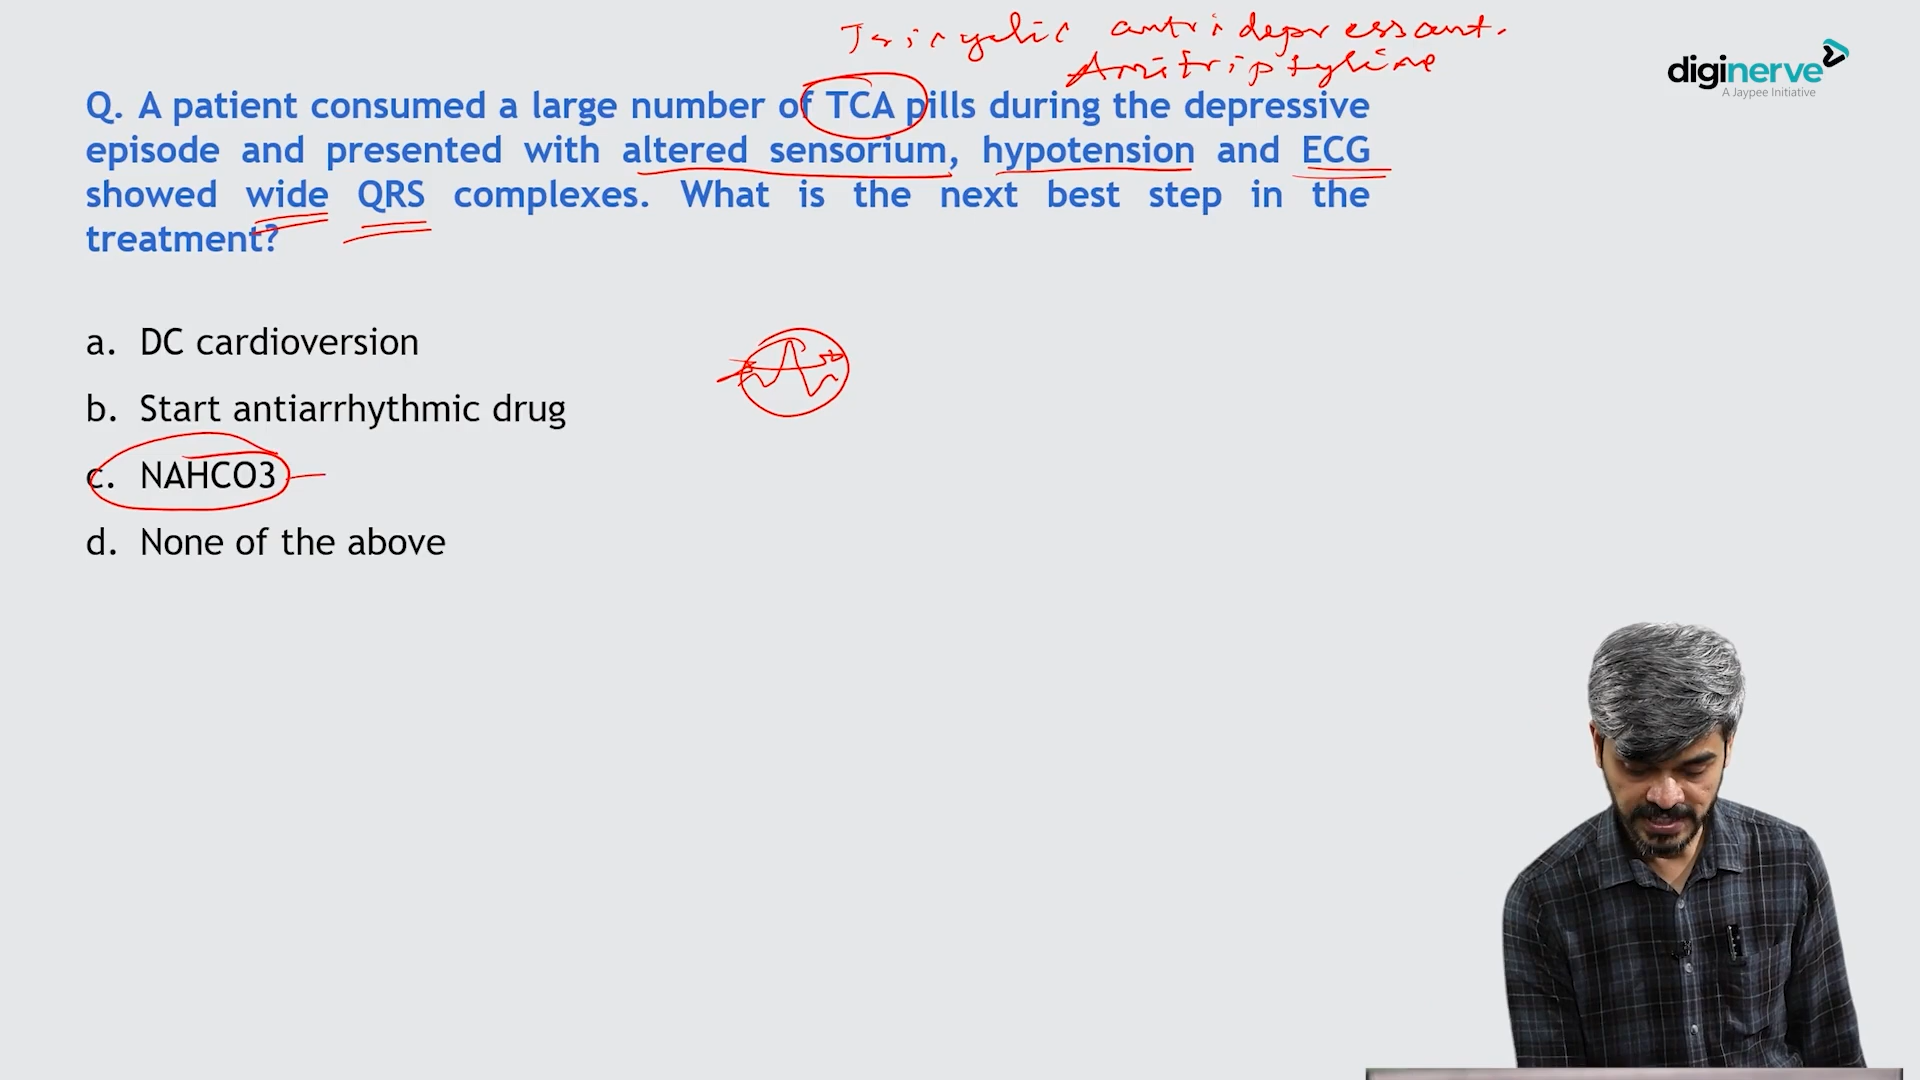 Tricyclic antridepressant.
Amitriptyline
diginerve
A Jaypee Initiative
Q. A patient consumed a large number of TCA pills during the depressive
episode and presented with altered sensorium, hypotension and ECG
showed wide QRS complexes. What is the next best step in the
treatment?
a. DC cardioversion
b. Start antiarrhythmic drug
c. NAHCO3
d. None of the above